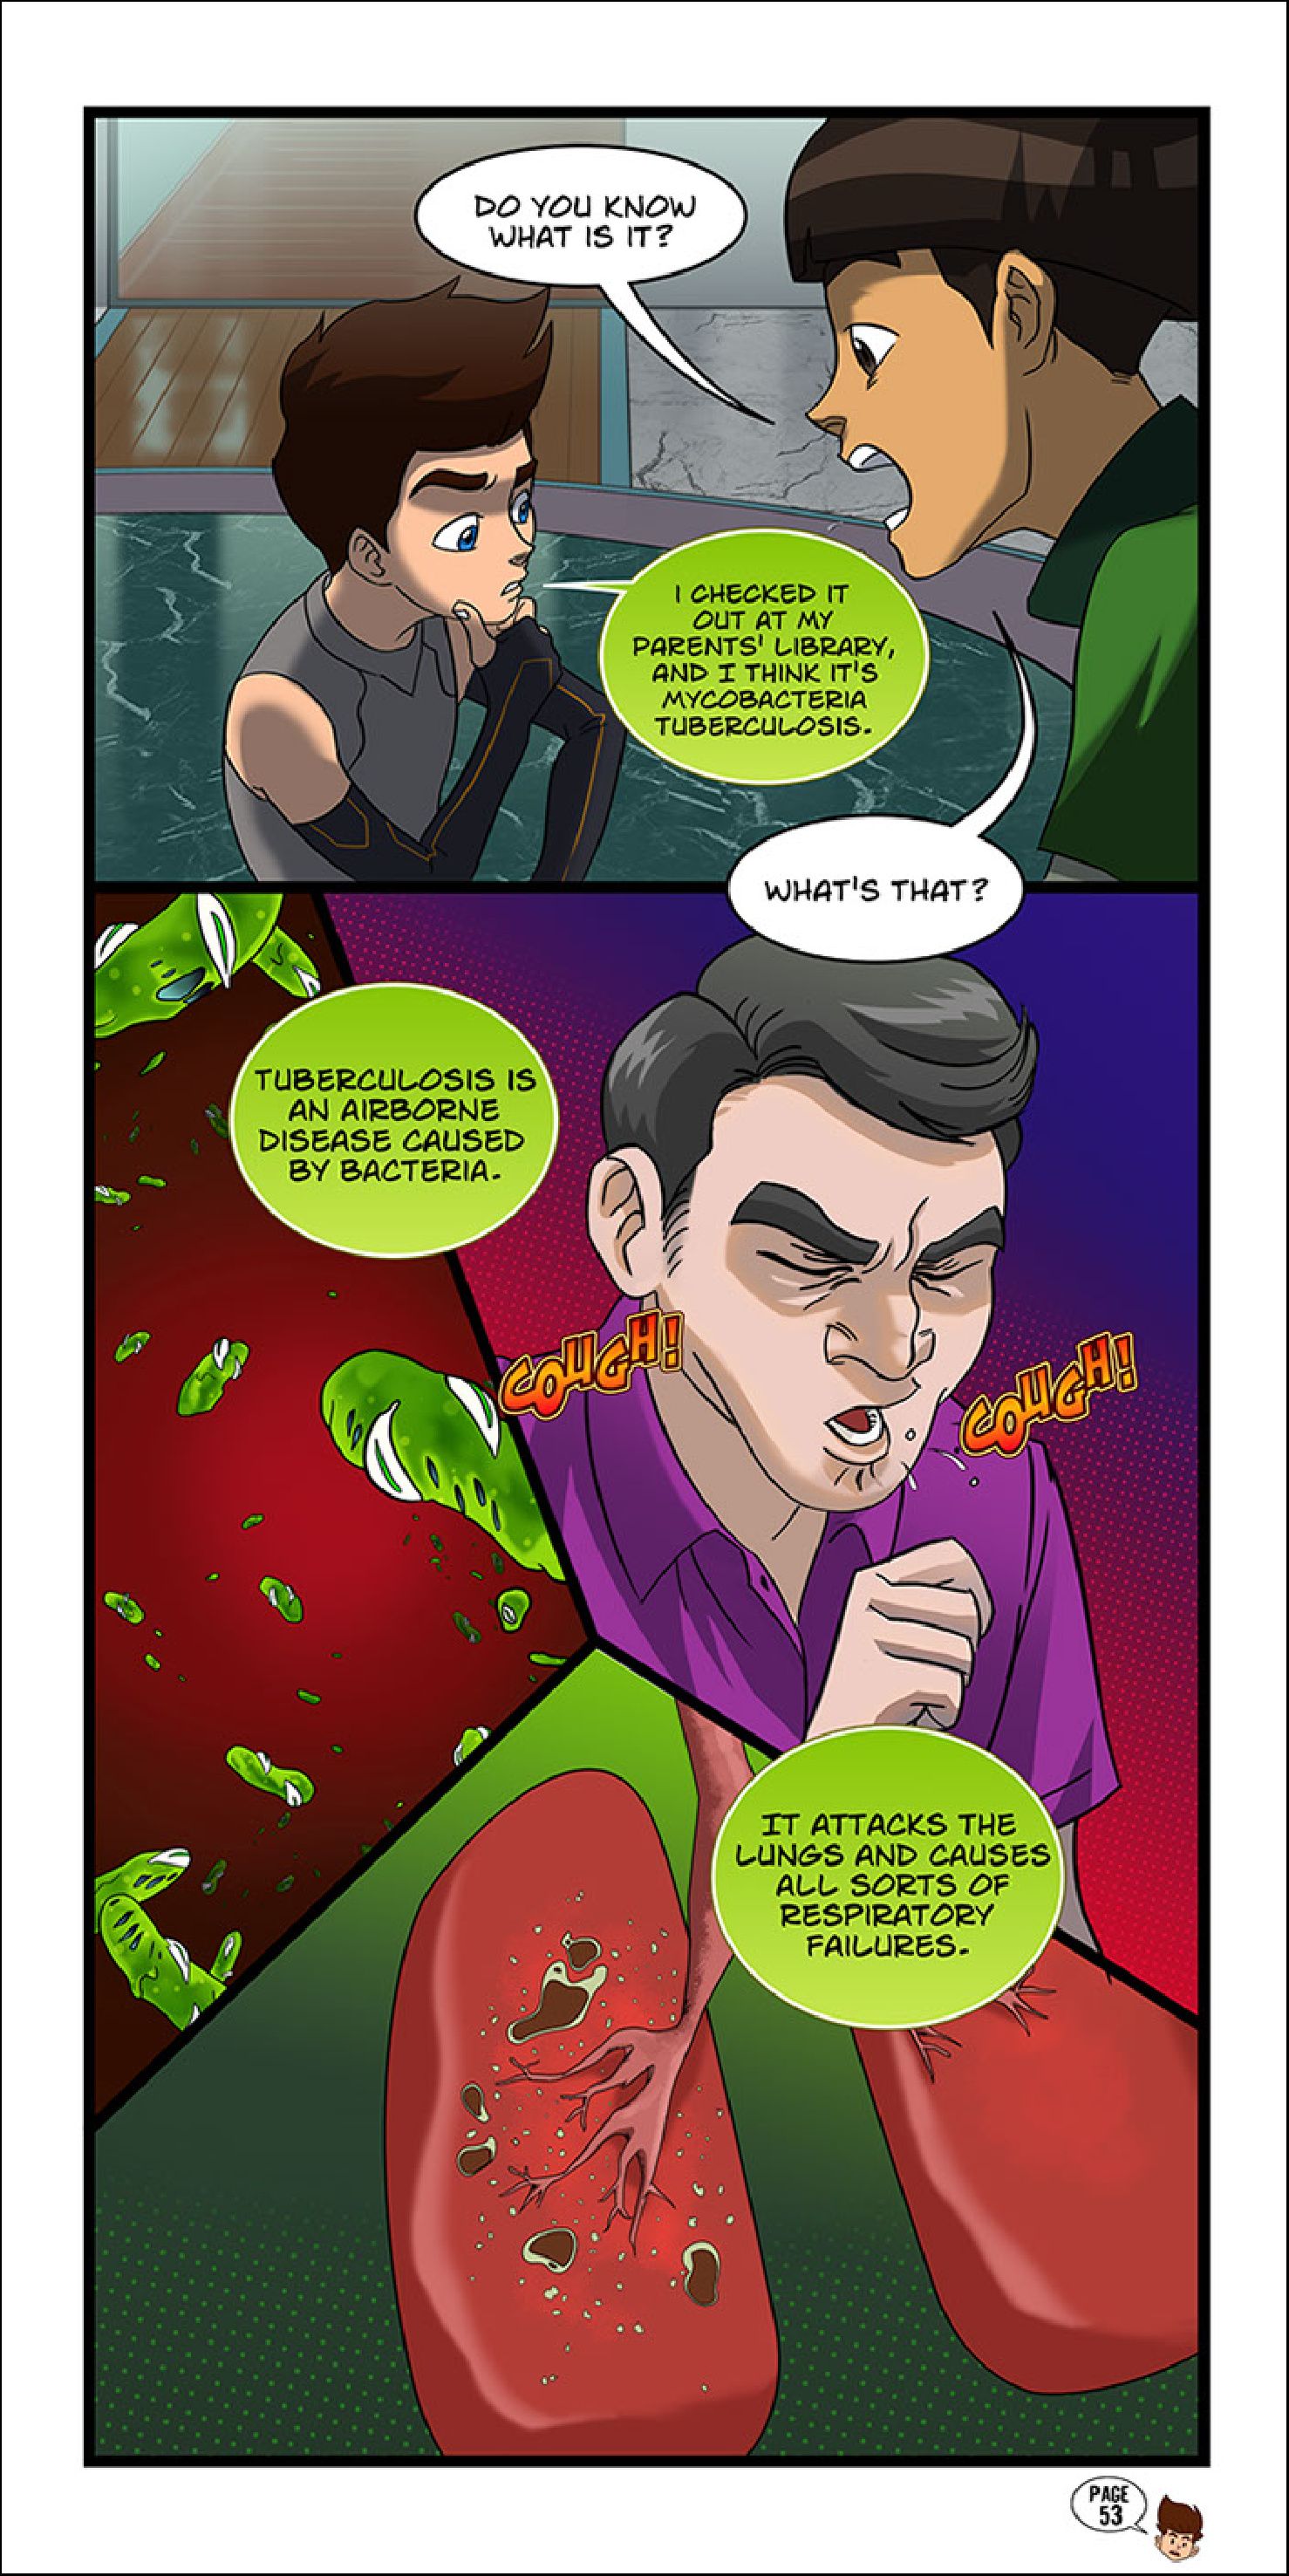 DO YOU KNOW
WHAT IS IT?
I CHECKED IT
OUT AT MY
PARENTS' LIBRARY,
AND I THINK IT'S
MYCOBACTERIA
TUBERCULOSIS.
WHAT'S THAT?
TUBERCULOSIS IS
AN AIRBORNE
DISEASE CAUSED
BY BACTERIA.
COUGH!
COUGH!
IT ATTACKS THE
LUNGS AND CAUSES
ALL SORTS OF
RESPIRATORY
FAILURES.
PAGE
53